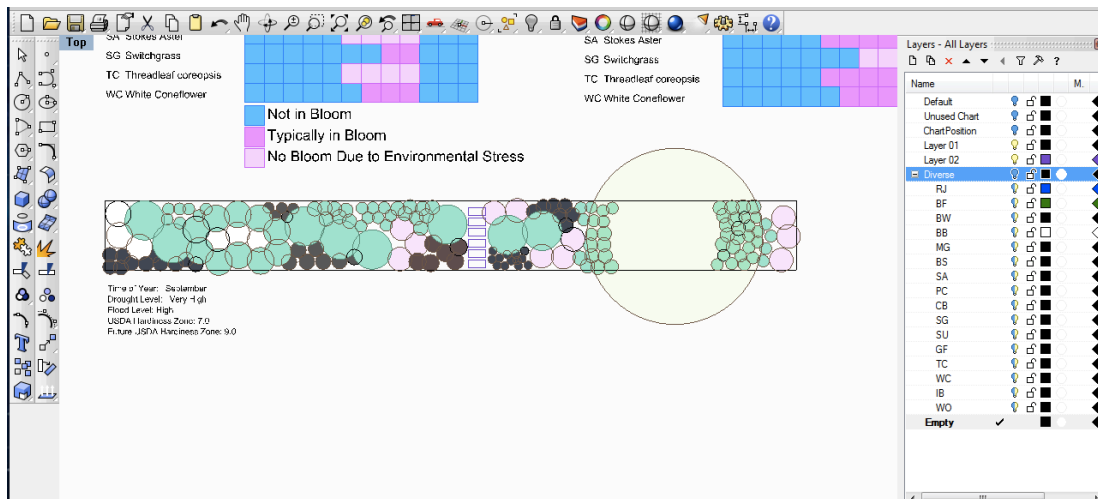 Top
SA Stokes Aster
SG Switchgrass
TC Threadleaf coreopsis
WC White Coneflower
SA Stokes Aster
SG Switchgrass
TC Threadleaf coreopsis
WC White Coneflower
Not in Bloom
Typically in Bloom
No Bloom Due to Environmental Stress
Time of Year: September
Drought Level: Very High
Flood Level: High
USDA Hardiness Zone: 7.0
Future USDA Hardiness Zone: 9.0
Layers - All Layers
Name M.
Default
Unused Chart
ChartPosition
Layer 01
Layer 02
Diverse
RJ
BF
BW
BB
MG
BS
SA
PC
CB
SG
SU
GF
TC
WC
IB
WO
Empty